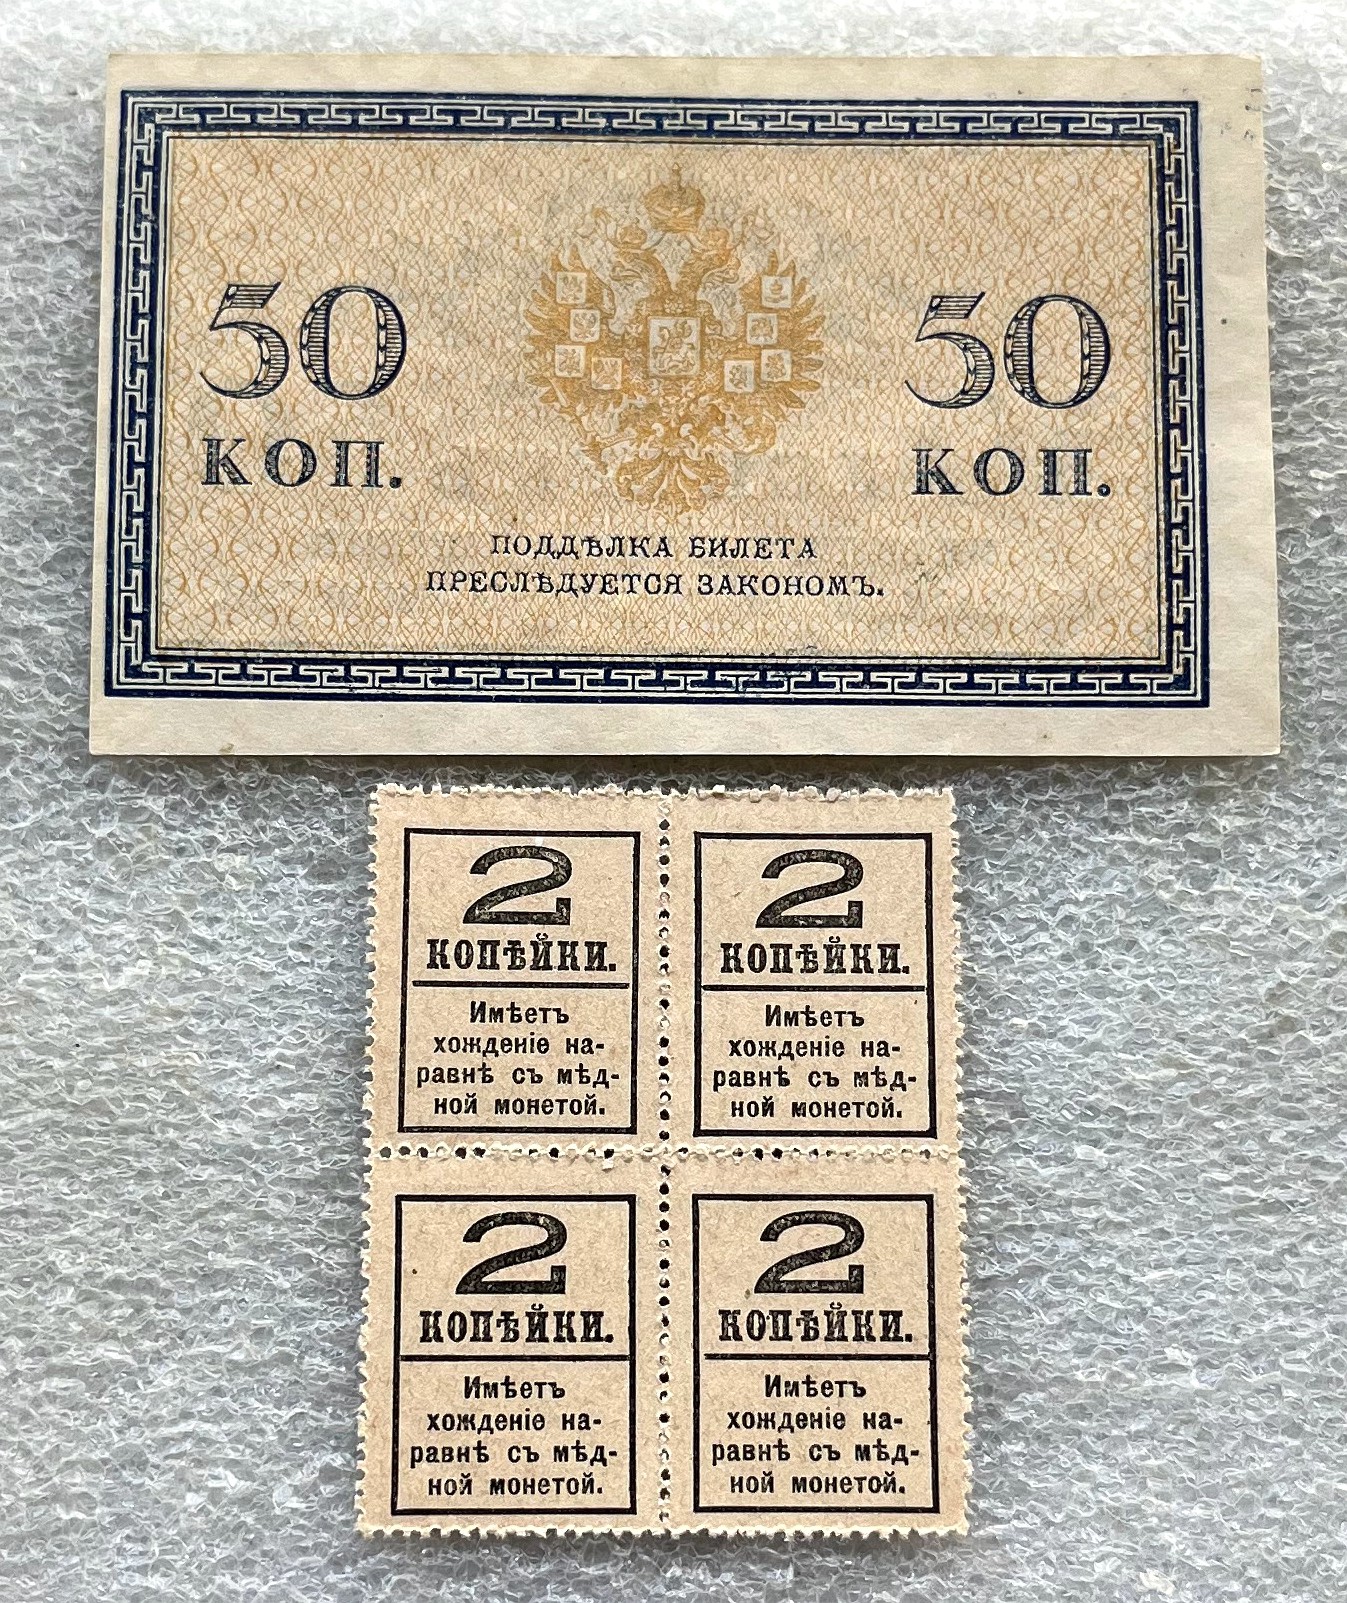 50 50
КОП. КОП.
ПОДДѢЛКА БИЛЕТА
ПРЕСЛѢДУЕТСЯ ЗАКОНОМЪ.
2
КОПѢЙКИ.
Имѣетъ
хожденіе на-
равнѣ съ мѣд-
ной монетой.
2
КОПѢЙКИ.
Имѣетъ
хожденіе на-
равнѣ съ мѣд-
ной монетой.
2
КОПѢЙКИ.
Имѣетъ
хожденіе на-
равнѣ съ мѣд-
ной монетой.
2
КОПѢЙКИ.
Имѣетъ
хожденіе на-
равнѣ съ мѣд-
ной монетой.